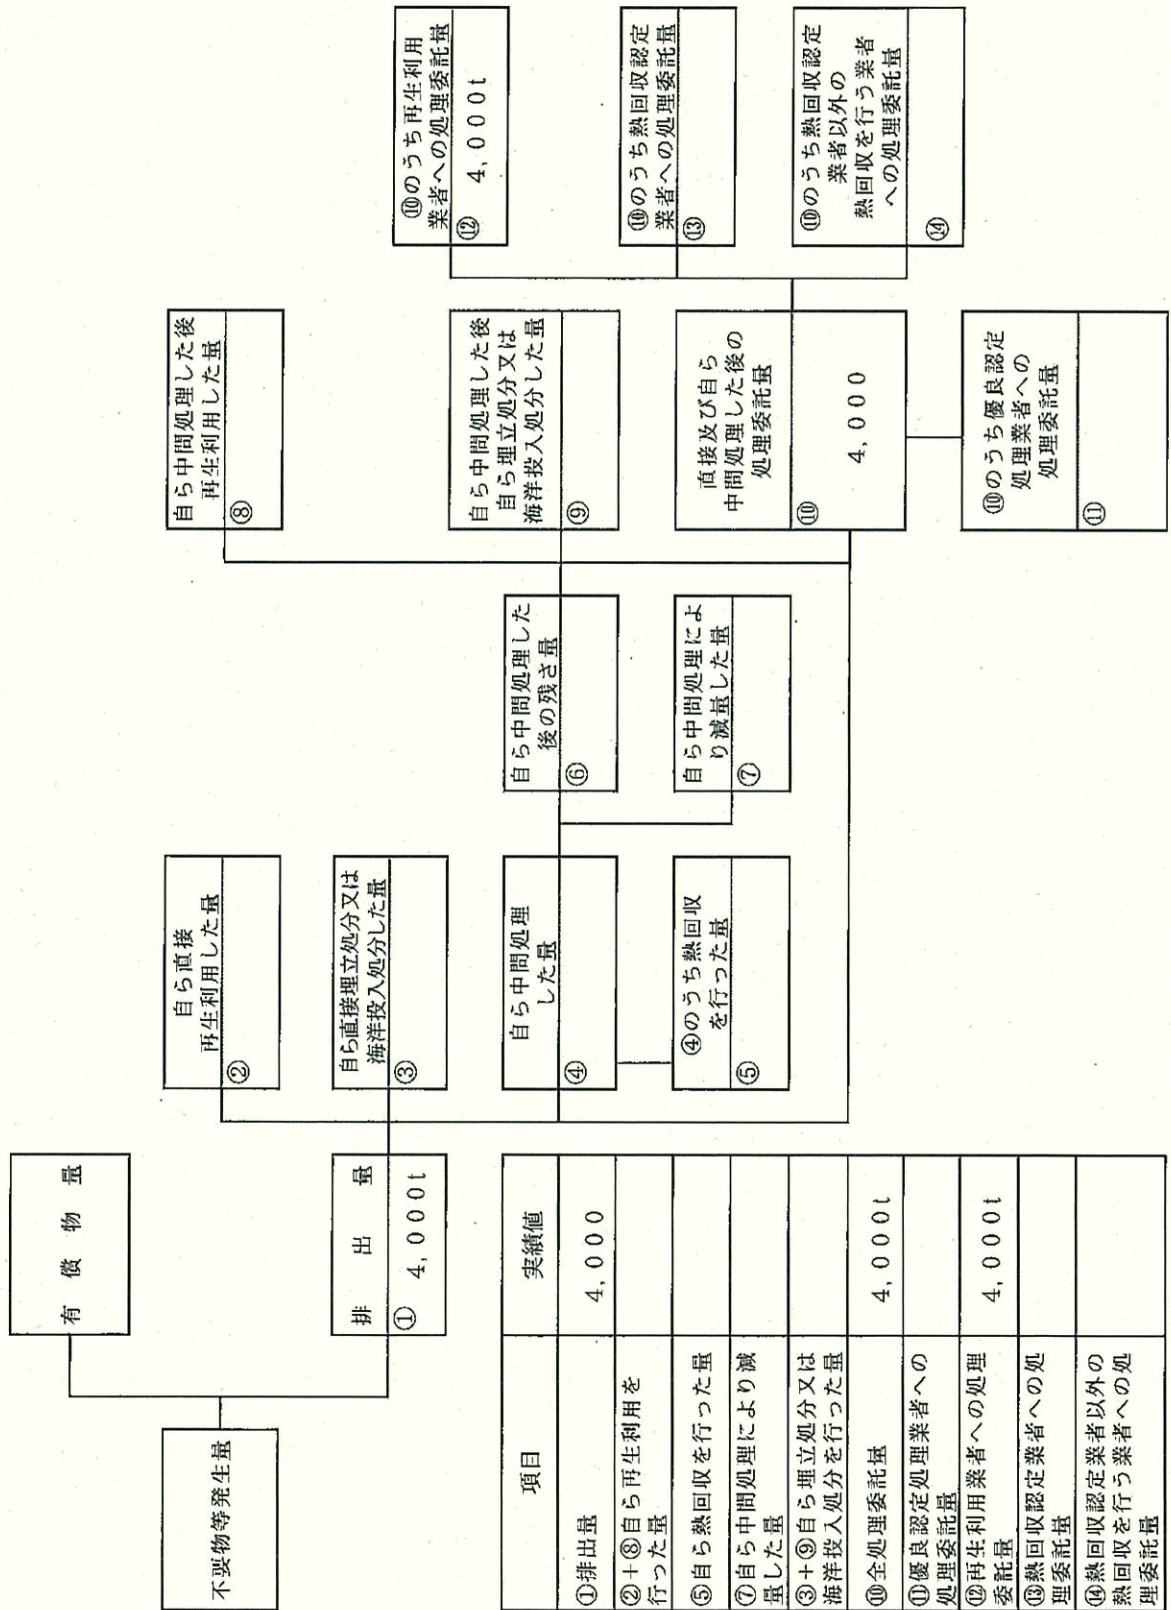 不要物等発生量
有償物量
排出量
① 4,000t
自ら直接
再生利用した量
②
自ら直接埋立処分又は
海洋投入処分した量
③
自ら中間処理
した量
④
④のうち熱回収
を行った量
⑤
自ら中間処理した
後の残さ量
⑥
自ら中間処理によ
り減量した量
⑦
自ら中間処理した後
再生利用した量
⑧
自ら中間処理した後
自ら埋立処分又は
海洋投入処分した量
⑨
直接及び自ら
中間処理した後の
処理委託量
⑩ 4,000
⑩のうち優良認定
処理業者への
処理委託量
⑪
⑩のうち再生利用
業者への処理委託量
⑫ 4,000t
⑩のうち熱回収認定
業者への処理委託量
⑬
⑩のうち熱回収認定
業者以外の
熱回収を行う業者
への処理委託量
⑭
項目 実績値
①排出量 4,000
②+⑧自ら再生利用を
行った量
⑤自ら熱回収を行った量
⑦自ら中間処理により減
量した量
③+⑨自ら埋立処分又は
海洋投入処分を行った量
⑩全処理委託量 4,000t
⑪優良認定処理業者への
処理委託量
⑫再生利用業者への処理
委託量 4,000t
⑬熱回収認定業者への処
理委託量
⑭熱回収認定業者以外の
熱回収を行う業者への処
理委託量